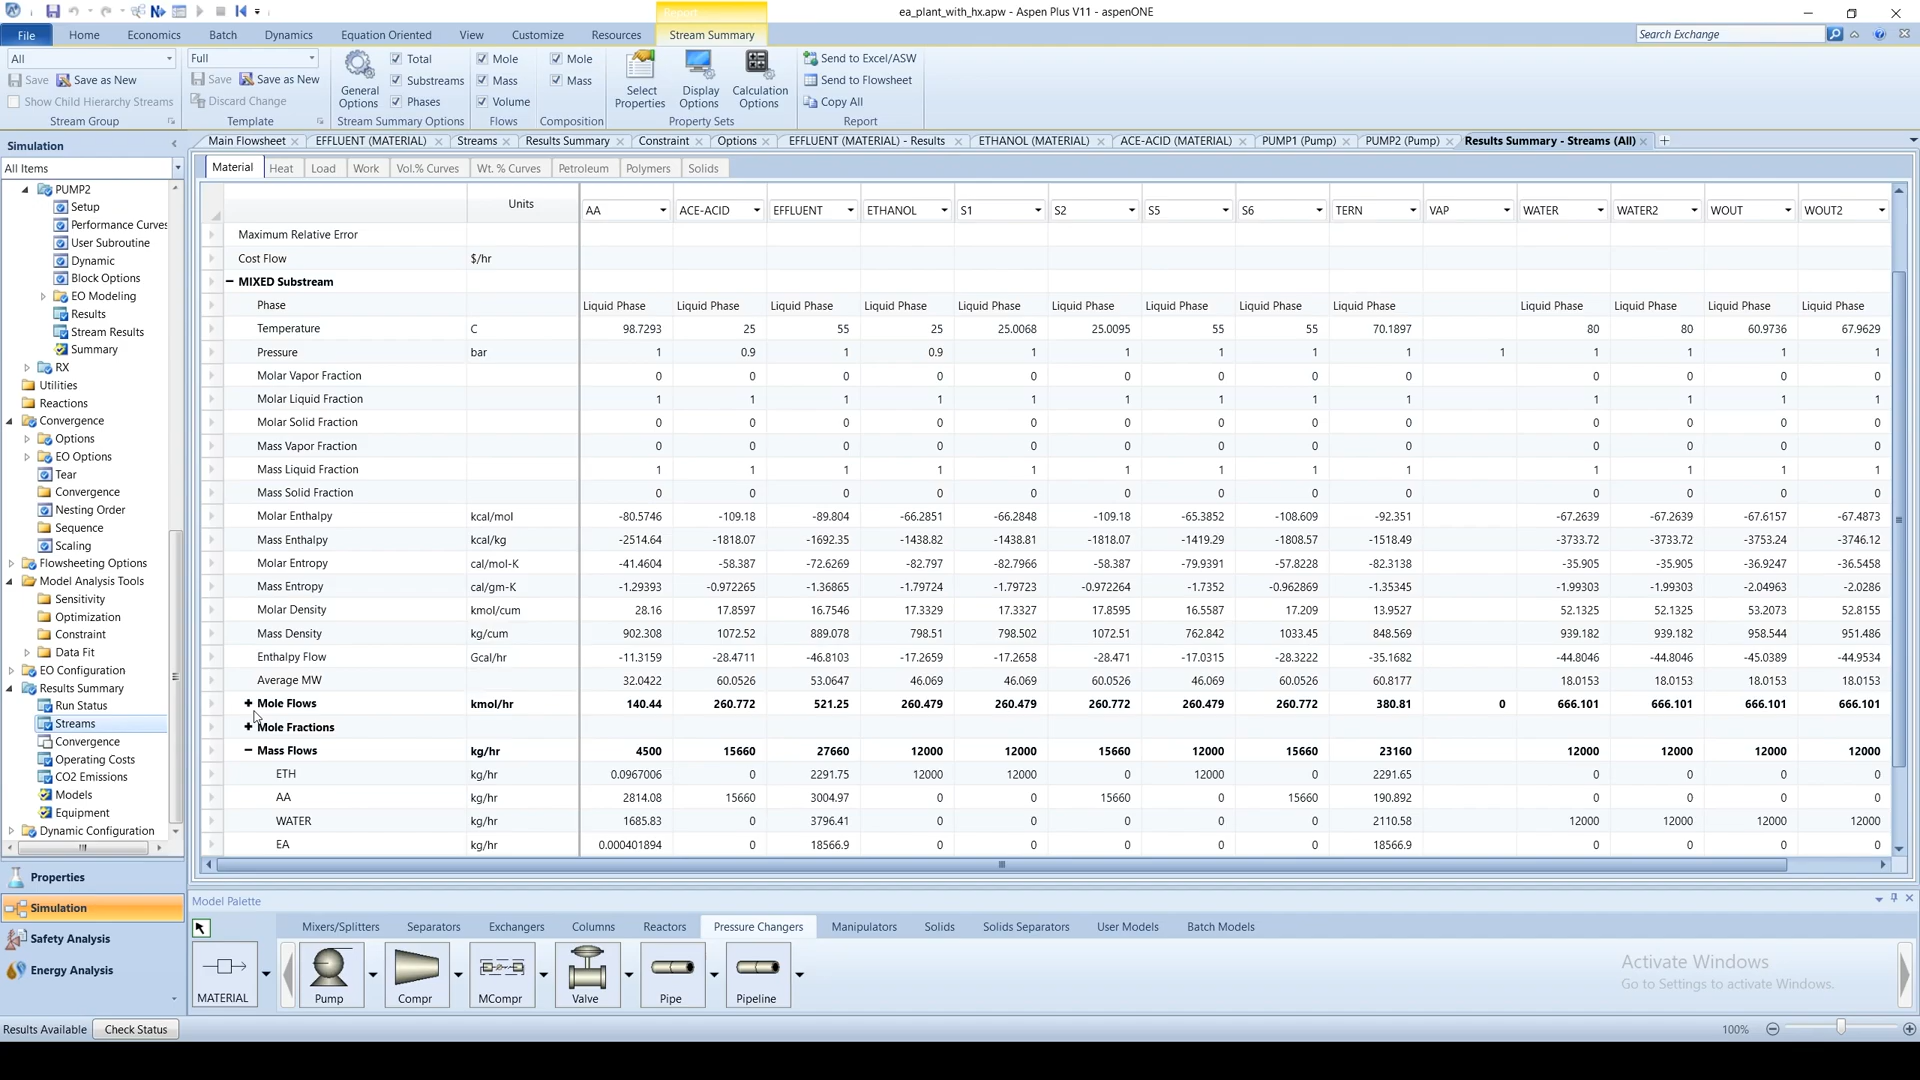 ea_plant_with_hx.apw - Aspen Plus V11 - aspenONE
Report
File Home Economics Batch Dynamics Equation Oriented View Customize Resources Stream Summary Search Exchange
All Full Total Mole Mole Send to Excel/ASW
Save Save as New Save Save as New Substreams Mass Mass Send to Flowsheet
Show Child Hierarchy Streams Discard Change General Options Phases Volume Select Properties Display Options Calculation Options Copy All
Stream Group Template Stream Summary Options Flows Composition Property Sets Report
Simulation
All Items
PUMP2
Setup
Performance Curves
User Subroutine
Dynamic
Block Options
EO Modeling
Results
Stream Results
Summary
RX
Utilities
Reactions
Convergence
Options
EO Options
Tear
Convergence
Nesting Order
Sequence
Scaling
Flowsheeting Options
Model Analysis Tools
Sensitivity
Optimization
Constraint
Data Fit
EO Configuration
Results Summary
Run Status
Streams
Convergence
Operating Costs
CO2 Emissions
Models
Equipment
Dynamic Configuration
Properties
Simulation
Safety Analysis
Energy Analysis
Main Flowsheet EFFLUENT (MATERIAL) Streams Results Summary Constraint Options EFFLUENT (MATERIAL) - Results ETHANOL (MATERIAL) ACE-ACID (MATERIAL) PUMP1 (Pump) PUMP2 (Pump) Results Summary - Streams (All)
Material Heat Load Work Vol.% Curves Wt. % Curves Petroleum Polymers Solids
Units AA ACE-ACID EFFLUENT ETHANOL S1 S2 S5 S6 TERN VAP WATER WATER2 WOUT WOUT2
Maximum Relative Error
Cost Flow $/hr
MIXED Substream
Phase Liquid Phase Liquid Phase Liquid Phase Liquid Phase Liquid Phase Liquid Phase Liquid Phase Liquid Phase Liquid Phase Liquid Phase Liquid Phase Liquid Phase Liquid Phase
Temperature C 98.7293 25 55 25 25.0068 25.0095 55 55 70.1897 80 80 60.9736 67.9629
Pressure bar 1 0.9 1 0.9 1 1 1 1 1 1 1 1 1 1
Molar Vapor Fraction 0 0 0 0 0 0 0 0 0 0 0 0 0
Molar Liquid Fraction 1 1 1 1 1 1 1 1 1 1 1 1 1
Molar Solid Fraction 0 0 0 0 0 0 0 0 0 0 0 0 0
Mass Vapor Fraction 0 0 0 0 0 0 0 0 0 0 0 0 0
Mass Liquid Fraction 1 1 1 1 1 1 1 1 1 1 1 1 1
Mass Solid Fraction 0 0 0 0 0 0 0 0 0 0 0 0 0
Molar Enthalpy kcal/mol -80.5746 -109.18 -89.804 -66.2851 -66.2848 -109.18 -65.3852 -108.609 -92.351 -67.2639 -67.2639 -67.6157 -67.4873
Mass Enthalpy kcal/kg -2514.64 -1818.07 -1692.35 -1438.82 -1438.81 -1818.07 -1419.29 -1808.57 -1518.49 -3733.72 -3733.72 -3753.24 -3746.12
Molar Entropy cal/mol-K -41.4604 -58.387 -72.6269 -82.797 -82.7966 -58.387 -79.9391 -57.8228 -82.3138 -35.905 -35.905 -36.9247 -36.5458
Mass Entropy cal/gm-K -1.29393 -0.972265 -1.36865 -1.79724 -1.79723 -0.972264 -1.7352 -0.962869 -1.35345 -1.99303 -1.99303 -2.04963 -2.0286
Molar Density kmol/cum 28.16 17.8597 16.7546 17.3329 17.3327 17.8595 16.5587 17.209 13.9527 52.1325 52.1325 53.2073 52.8155
Mass Density kg/cum 902.308 1072.52 889.078 798.51 798.502 1072.51 762.842 1033.45 848.569 939.182 939.182 958.544 951.486
Enthalpy Flow Gcal/hr -11.3159 -28.4711 -46.8103 -17.2659 -17.2658 -28.471 -17.0315 -28.3222 -35.1682 -44.8046 -44.8046 -45.0389 -44.9534
Average MW 32.0422 60.0526 53.0647 46.069 46.069 60.0526 46.069 60.0526 60.8177 18.0153 18.0153 18.0153 18.0153
Mole Flows kmol/hr 140.44 260.772 521.25 260.479 260.479 260.772 260.479 260.772 380.81 0 666.101 666.101 666.101 666.101
Mole Fractions
Mass Flows kg/hr 4500 15660 27660 12000 12000 15660 12000 15660 23160 12000 12000 12000 12000
ETH kg/hr 0.0967006 0 2291.75 12000 12000 0 12000 0 2291.65 0 0 0 0
AA kg/hr 2814.08 15660 3004.97 0 0 15660 0 15660 190.892 0 0 0 0
WATER kg/hr 1685.83 0 3796.41 0 0 0 0 0 2110.58 12000 12000 12000 12000
EA kg/hr 0.000401894 0 18566.9 0 0 0 0 0 18566.9 0 0 0 0
Model Palette
Mixers/Splitters Separators Exchangers Columns Reactors Pressure Changers Manipulators Solids Solids Separators User Models Batch Models
MATERIAL Pump Compr MCompr Valve Pipe Pipeline
Activate Windows
Go to Settings to activate Windows.
Results Available Check Status 100%